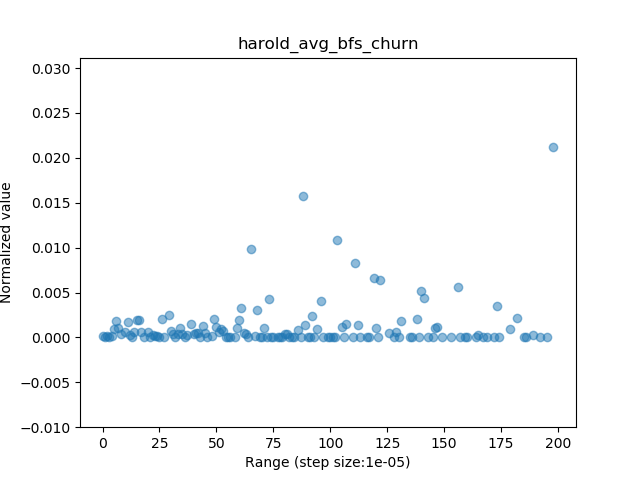 harold_avg_bfs_churn
0.030
0.025
0.020
0.015
0.010
0.005
0.000
−0.005
−0.010
Normalized value
0 25 50 75 100 125 150 175 200
Range (step size:1e-05)